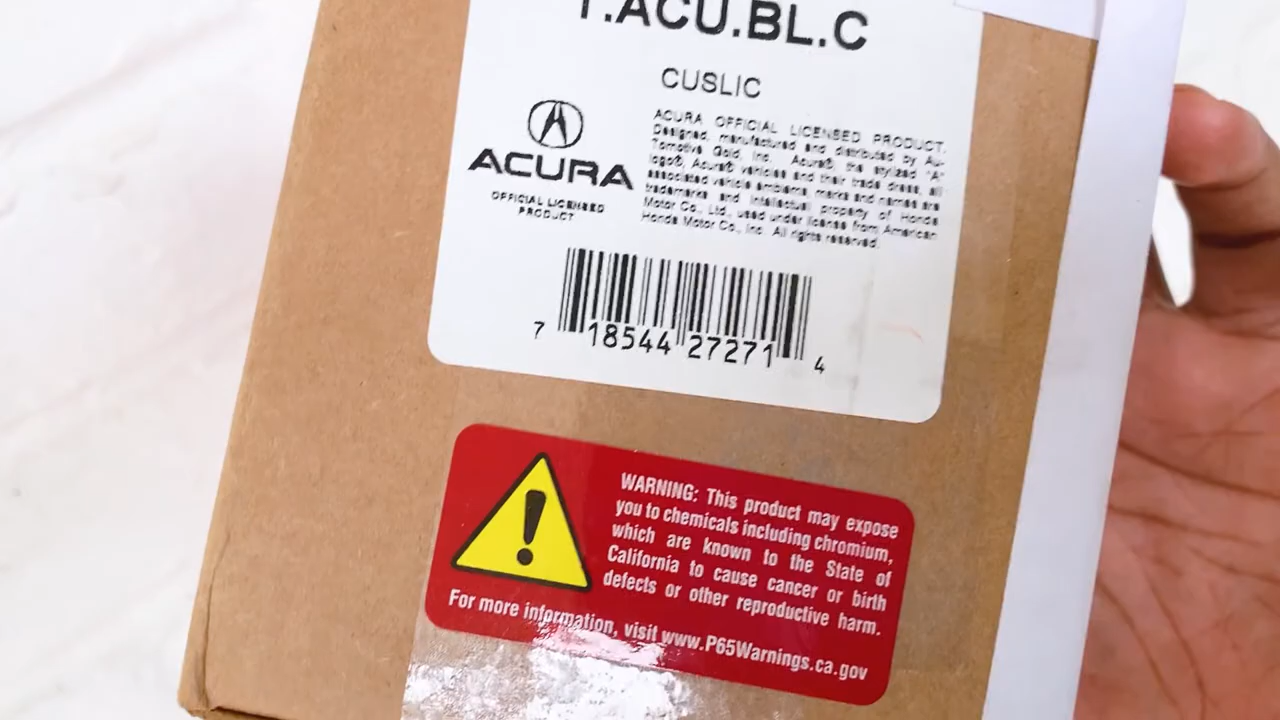 T.ACU.BL.C
CUSLIC
ACURA
OFFICIAL LICENSED
PRODUCT
ACURA OFFICIAL LICENSED PRODUCT.
Designed, manufactured and distributed by Au-
Tomotive Gold, Inc. Acura®, the stylized "A"
logo®, Acura® vehicles and their trade dress, all
associated vehicle emblems, marks and names are
trademarks and intellectual property of Honda
Motor Co., Ltd., used under license from American
Honda Motor Co., Inc. All rights reserved.
7 18544 27271 4
WARNING: This product may expose
you to chemicals including chromium,
which are known to the State of
California to cause cancer or birth
defects or other reproductive harm.
For more information, visit www.P65Warnings.ca.gov